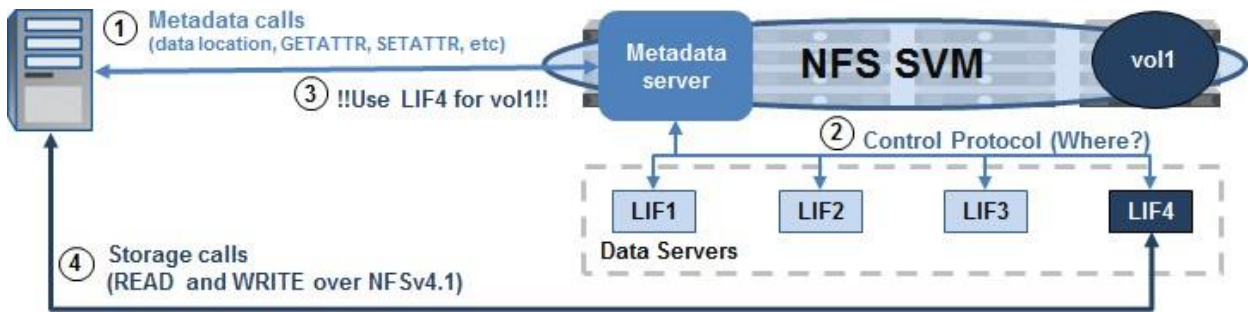 1 Metadata calls
(data location, GETATTR, SETATTR, etc)
Metadata
server
NFS SVM
vol1
3 !!Use LIF4 for vol1!!
2 Control Protocol (Where?)
LIF1
LIF2
LIF3
LIF4
Data Servers
4 Storage calls
(READ and WRITE over NFSv4.1)